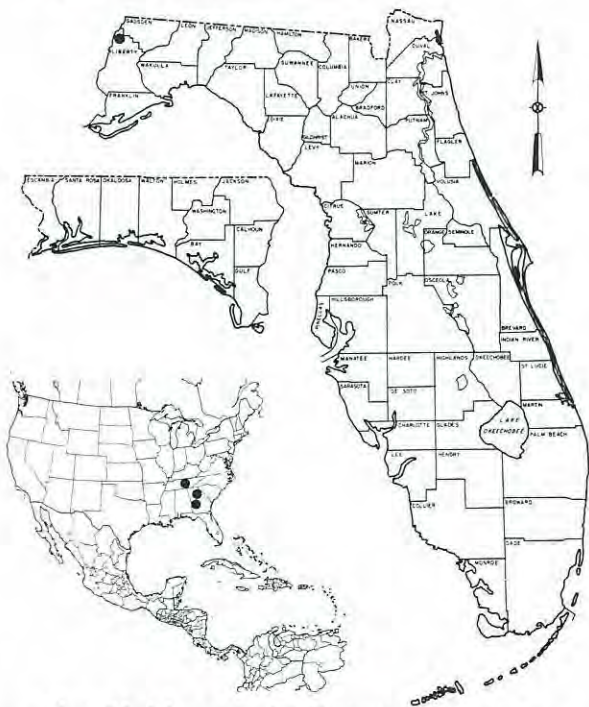 NASSAU
GADSDEN
LEON
JEFFERSON
MADISON
HAMILTON
BAKER
DUVAL
LIBERTY
WAKULLA
TAYLOR
SUWANNEE
COLUMBIA
UNION
CLAY
ST. JOHNS
FRANKLIN
LAFAYETTE
BRADFORD
DIXIE
ALACHUA
PUTNAM
GILCHRIST
LEVY
FLAGLER
MARION
VOLUSIA
ESCAMBIA
SANTA ROSA
OKALOOSA
WALTON
HOLMES
JACKSON
WASHINGTON
CALHOUN
BAY
GULF
CITRUS
SUMTER
LAKE
ORANGE
SEMINOLE
HERNANDO
PASCO
POLK
OSCEOLA
HILLSBOROUGH
PINELLAS
BREVARD
INDIAN RIVER
MANATEE
HARDEE
HIGHLANDS
OKEECHOBEE
ST LUCIE
SARASOTA
DE SOTO
MARTIN
CHARLOTTE
GLADES
LAKE
OKEECHOBEE
PALM BEACH
LEE
HENDRY
BROWARD
COLLIER
DADE
MONROE